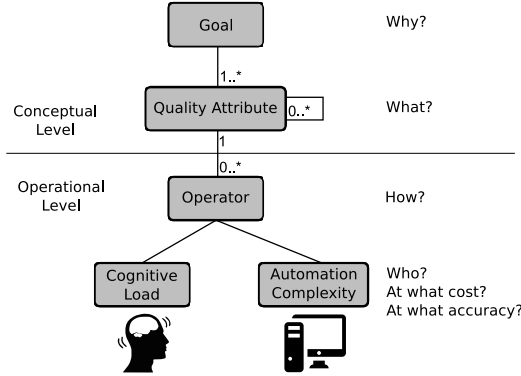 Goal
Why?
1..*
Quality Attribute
0..*
What?
Conceptual
Level
1
0..*
Operational
Level
Operator
How?
Cognitive
Load
Automation
Complexity
Who?
At what cost?
At what accuracy?